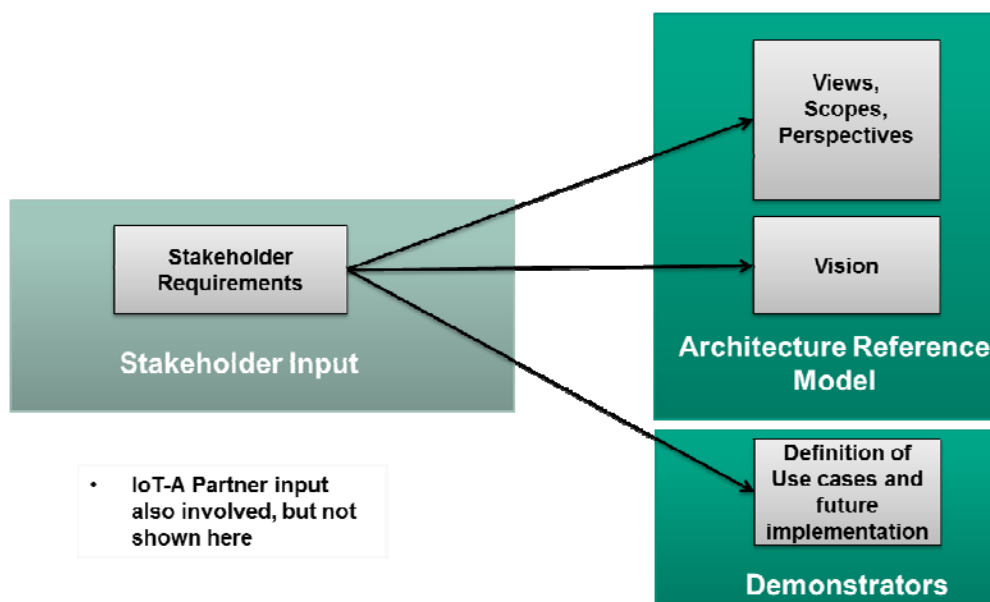 Stakeholder
Requirements
Stakeholder Input
• IoT-A Partner input
also involved, but not
shown here
Views,
Scopes,
Perspectives
Vision
Architecture Reference
Model
Definition of
Use cases and
future
implementation
Demonstrators